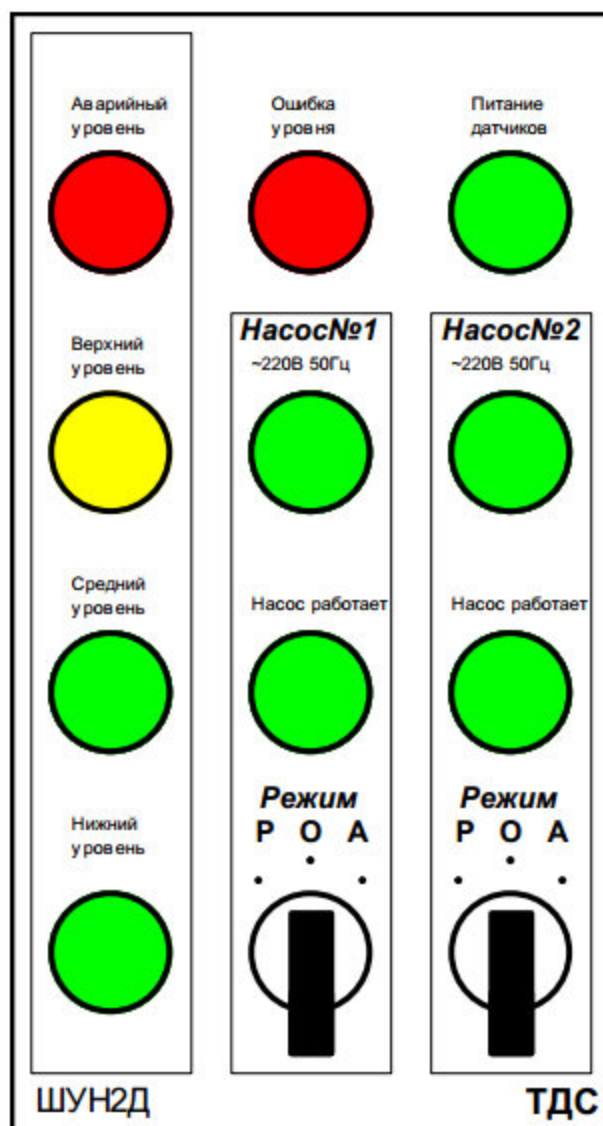 Аварийный
уровень
Ошибка
уровня
Питание
датчиков
Верхний
уровень
Насос№1
~220В 50Гц
Насос№2
~220В 50Гц
Средний
уровень
Насос работает
Насос работает
Нижний
уровень
Режим
Р О А
Режим
Р О А
ШУН2Д
ТДС